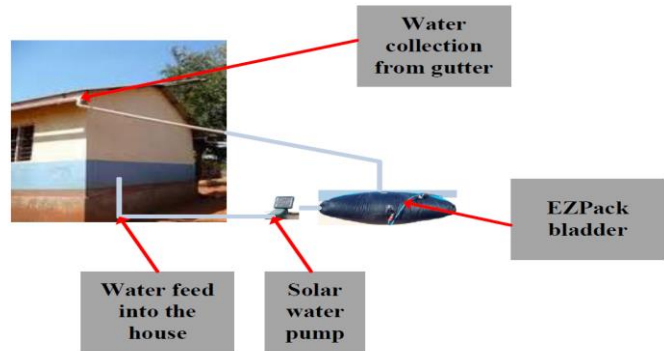 Water
collection
from gutter
EZPack
bladder
Water feed
into the
house
Solar
water
pump